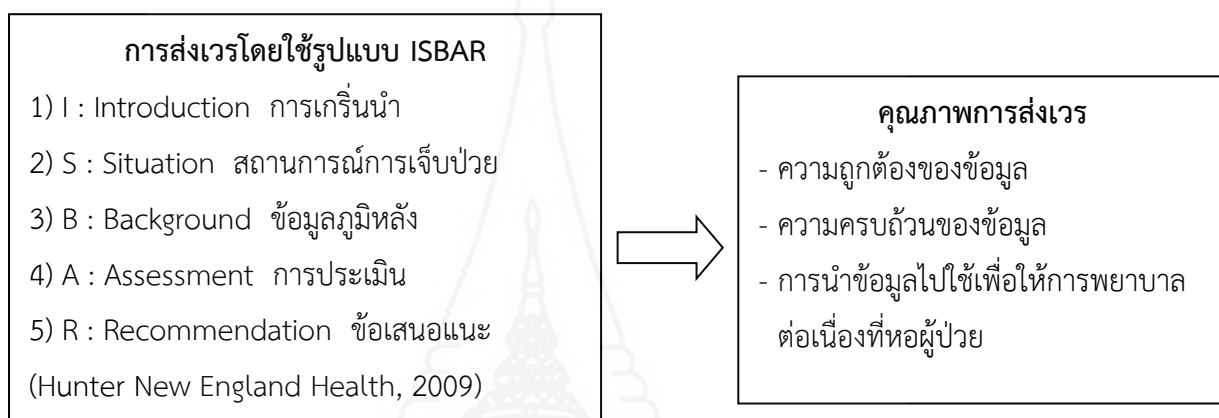 การส่งเวรโดยใช้รูปแบบ ISBAR
1) I : Introduction การเกริ่นนำ
2) S : Situation สถานการณ์การเจ็บป่วย
3) B : Background ข้อมูลภูมิหลัง
4) A : Assessment การประเมิน
5) R : Recommendation ข้อเสนอแนะ
(Hunter New England Health, 2009)
คุณภาพการส่งเวร
- ความถูกต้องของข้อมูล
- ความครบถ้วนของข้อมูล
- การนำข้อมูลไปใช้เพื่อให้การพยาบาล
ต่อเนื่องที่หอผู้ป่วย